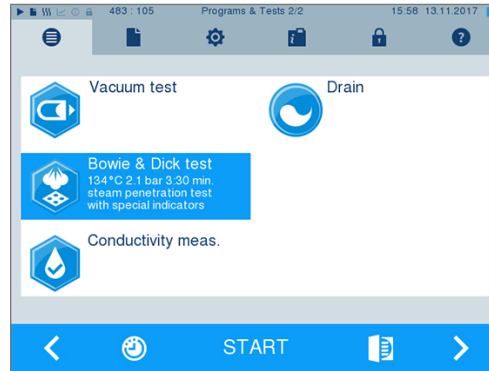 483 : 105 Programs & Tests 2/2 15:58 13.11.2017
Vacuum test
Drain
Bowie & Dick test
134°C 2.1 bar 3:30 min.
steam penetration test
with special indicators
Conductivity meas.
START